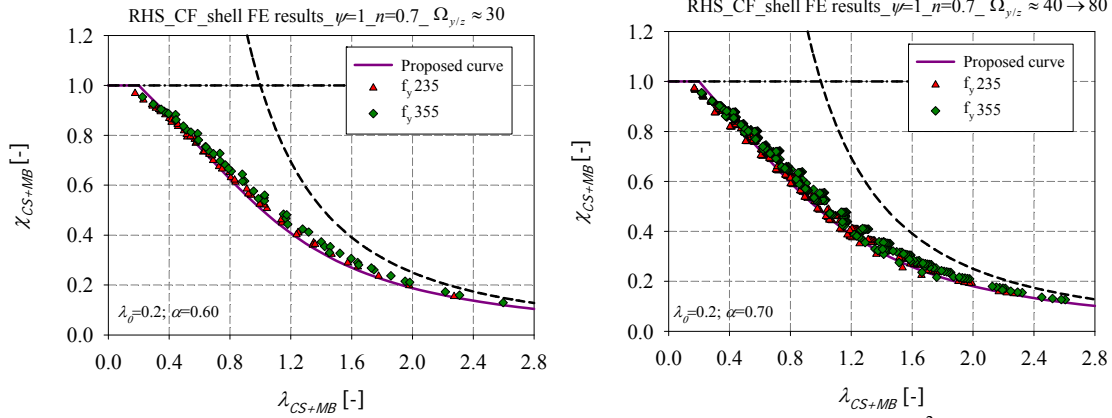 RHS_CF_shell FE results_ψ=1_n=0.7_ Ω_y/z ≈ 30
Proposed curve
f_y 235
f_y 355
χ_CS+MB [-]
1.2
1.0
0.8
0.6
0.4
0.2
0.0
λ_0=0.2; α=0.60
0.0 0.4 0.8 1.2 1.6 2.0 2.4 2.8
λ_CS+MB [-]
RHS_CF_shell FE results_ψ=1_n=0.7_ Ω_y/z ≈ 40 → 80
Proposed curve
f_y 235
f_y 355
χ_CS+MB [-]
1.2
1.0
0.8
0.6
0.4
0.2
0.0
λ_0=0.2; α=0.70
0.0 0.4 0.8 1.2 1.6 2.0 2.4 2.8
λ_CS+MB [-]